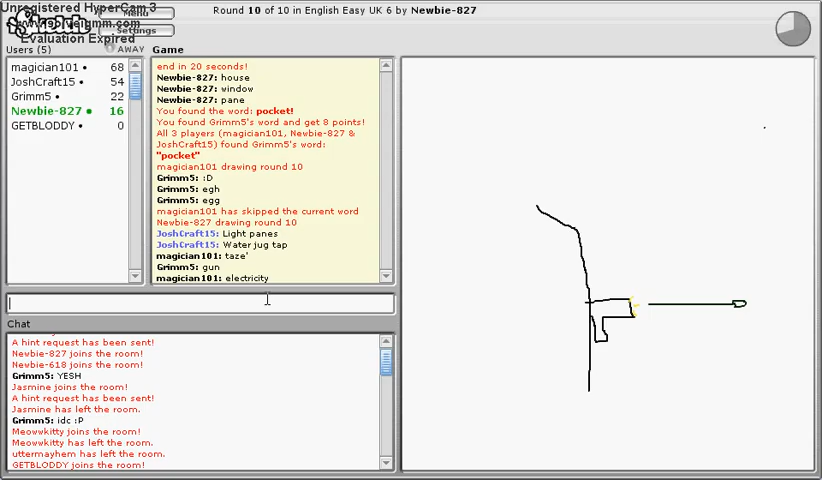 Unregistered HyperCam 3
Menu
www.solveigmm.com
Settings
Evaluation Expired
Round 10 of 10 in English Easy UK 6 by Newbie-827
Users (5)
AWAY
Game
magician101 • 68
JoshCraft15 • 54
Grimm5 • 22
Newbie-827 • 16
GETBLODDY • 0
end in 20 seconds!
Newbie-827: house
Newbie-827: window
Newbie-827: pane
You found the word: pocket!
You found Grimm5's word and get 8 points!
All 3 players (magician101, Newbie-827 &
JoshCraft15) found Grimm5's word:
"pocket"
magician101 drawing round 10
Grimm5: :D
Grimm5: egh
Grimm5: egg
magician101 has skipped the current word
Newbie-827 drawing round 10
JoshCraft15: Light panes
JoshCraft15: Water jug tap
magician101: taze'
Grimm5: gun
magician101: electricity
Chat
A hint request has been sent!
Newbie-827 joins the room!
Newbie-618 joins the room!
Grimm5: YESH
Jasmine joins the room!
A hint request has been sent!
Jasmine has left the room.
Grimm5: idc :P
Meowwkitty joins the room!
Meowwkitty has left the room.
uttermayhem has left the room.
GETBLODDY joins the room!